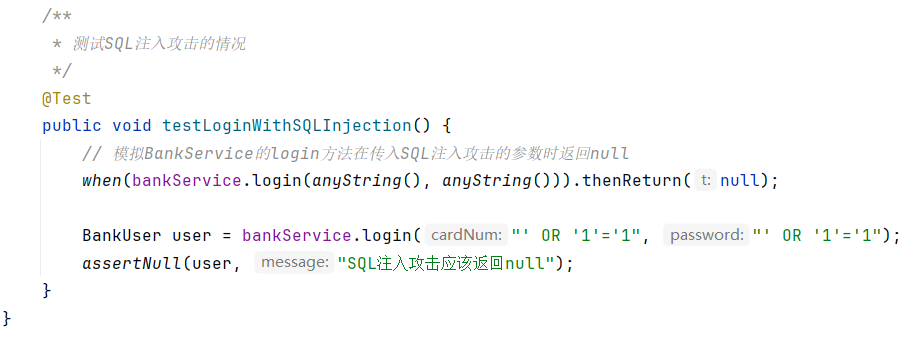 /**
 * 测试SQL注入攻击的情况
 */
@Test
public void testLoginWithSQLInjection() {
// 模拟BankService的login方法在传入SQL注入攻击的参数时返回null
when(bankService.login(anyString(), anyString())).thenReturn( t: null);
BankUser user = bankService.login( cardNum: "' OR '1'='1", password: "' OR '1'='1");
assertNull(user, message: "SQL注入攻击应该返回null");
}
}